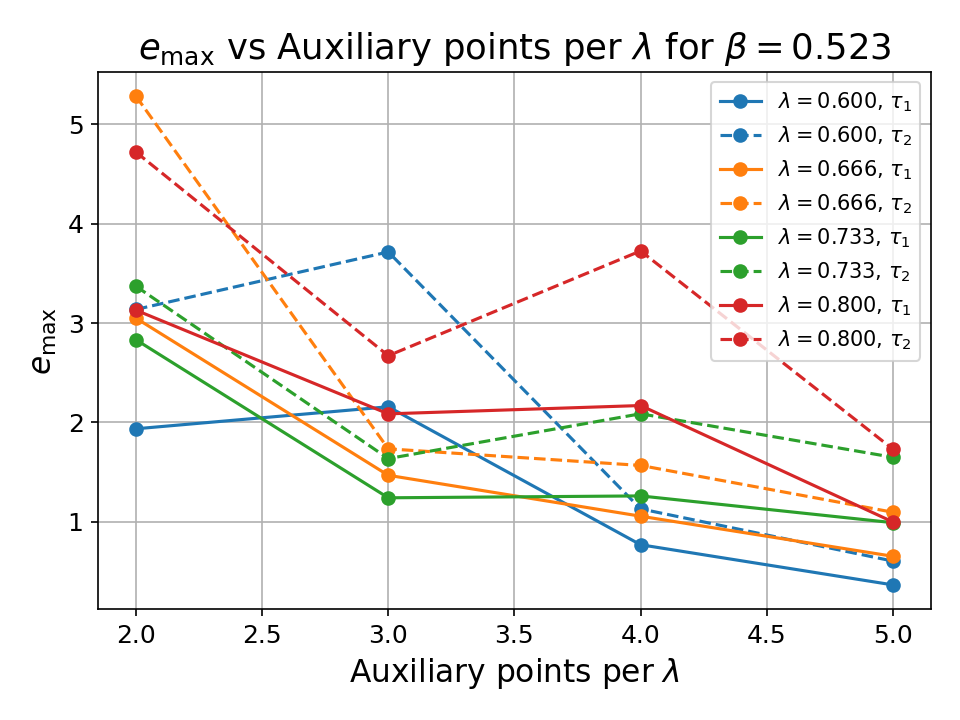 e_max vs Auxiliary points per λ for β = 0.523
5
4
3
2
1
e_max
2.0 2.5 3.0 3.5 4.0 4.5 5.0
Auxiliary points per λ
λ = 0.600, τ₁
λ = 0.600, τ₂
λ = 0.666, τ₁
λ = 0.666, τ₂
λ = 0.733, τ₁
λ = 0.733, τ₂
λ = 0.800, τ₁
λ = 0.800, τ₂